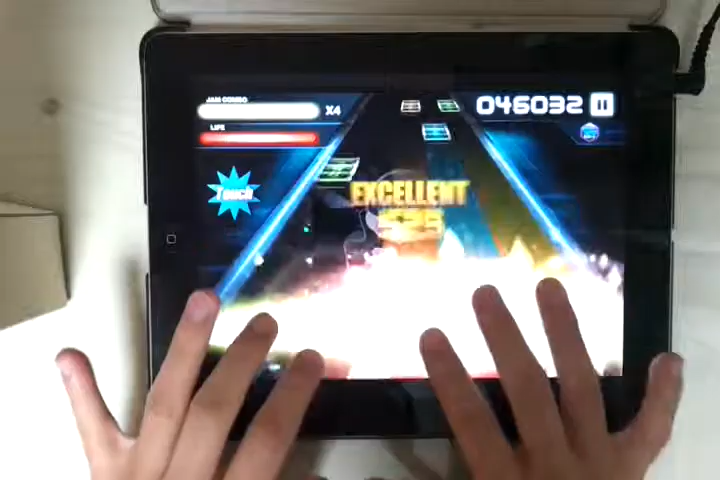 JAM COMBO
X4
046032
LIFE
Touch
EXCELLENT